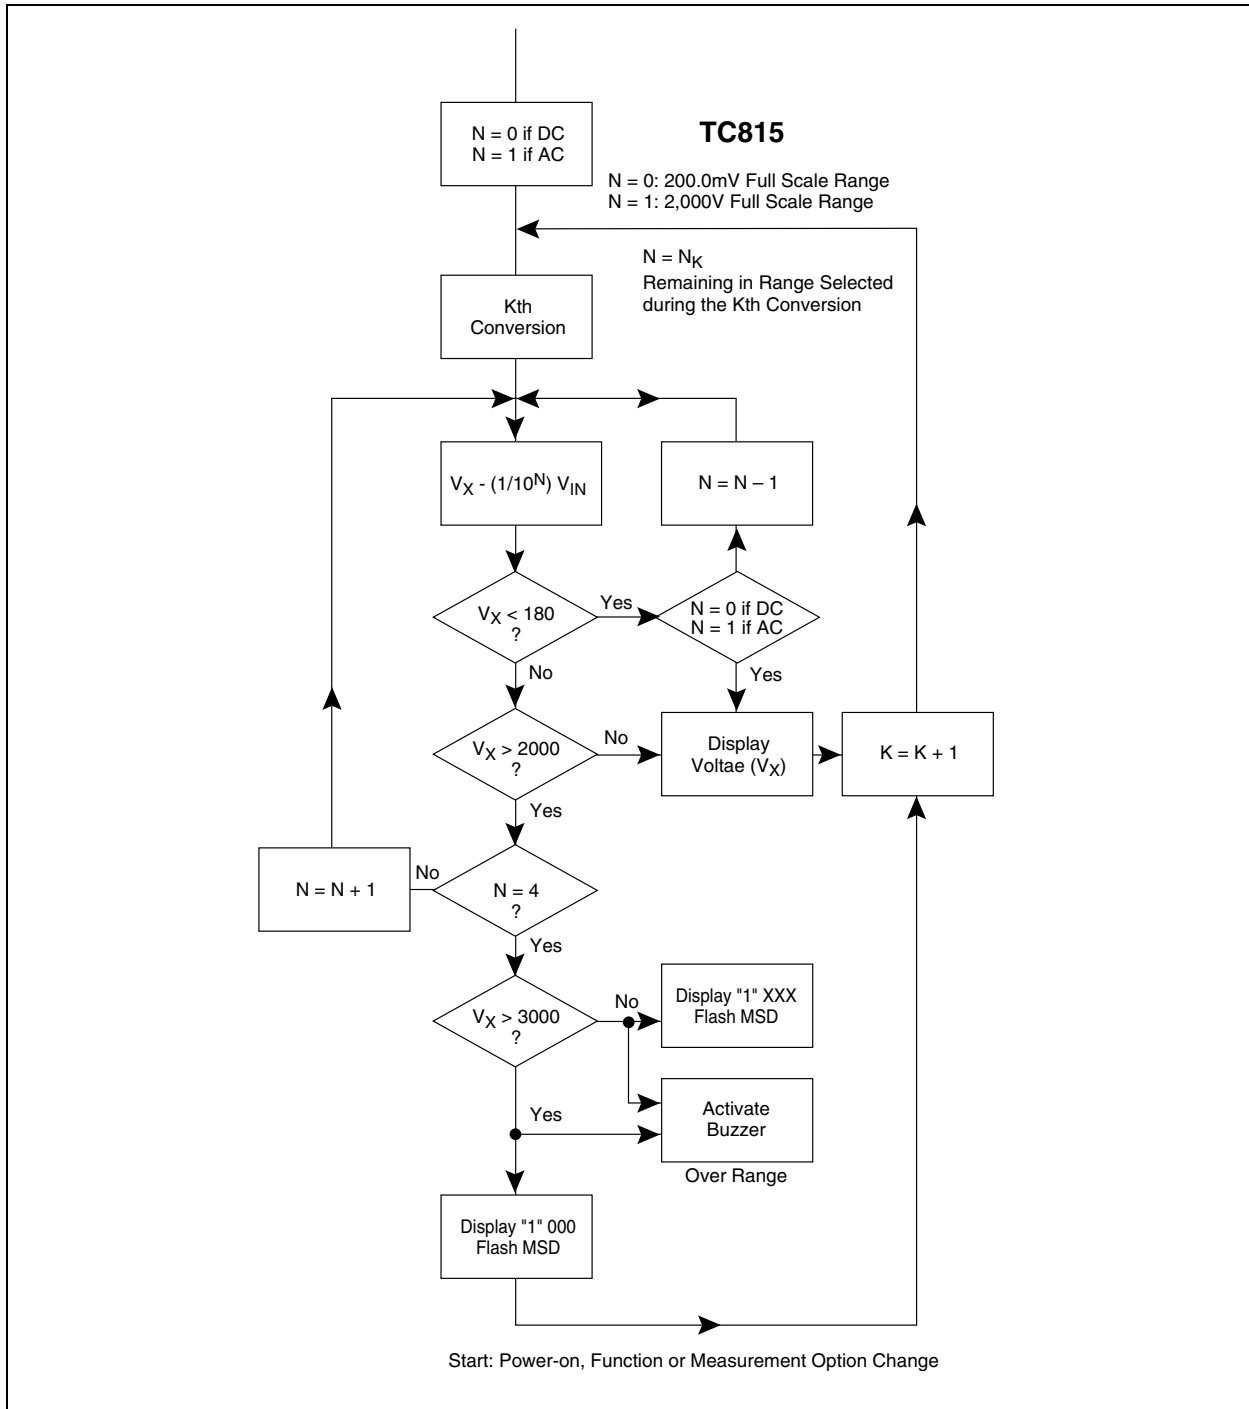 N = 0 if DC
N = 1 if AC
TC815
N = 0: 200.0mV Full Scale Range
N = 1: 2,000V Full Scale Range
N = NK
Remaining in Range Selected
during the Kth Conversion
Kth
Conversion
VX - (1/10N) VIN
N = N – 1
VX < 180
?
Yes
N = 0 if DC
N = 1 if AC
No
Yes
VX > 2000
?
No
Display
Voltae (VX)
K = K + 1
Yes
N = N + 1
No
N = 4
?
Yes
VX > 3000
?
No
Display "1" XXX
Flash MSD
Yes
Activate
Buzzer
Over Range
Display "1" 000
Flash MSD
Start: Power-on, Function or Measurement Option Change